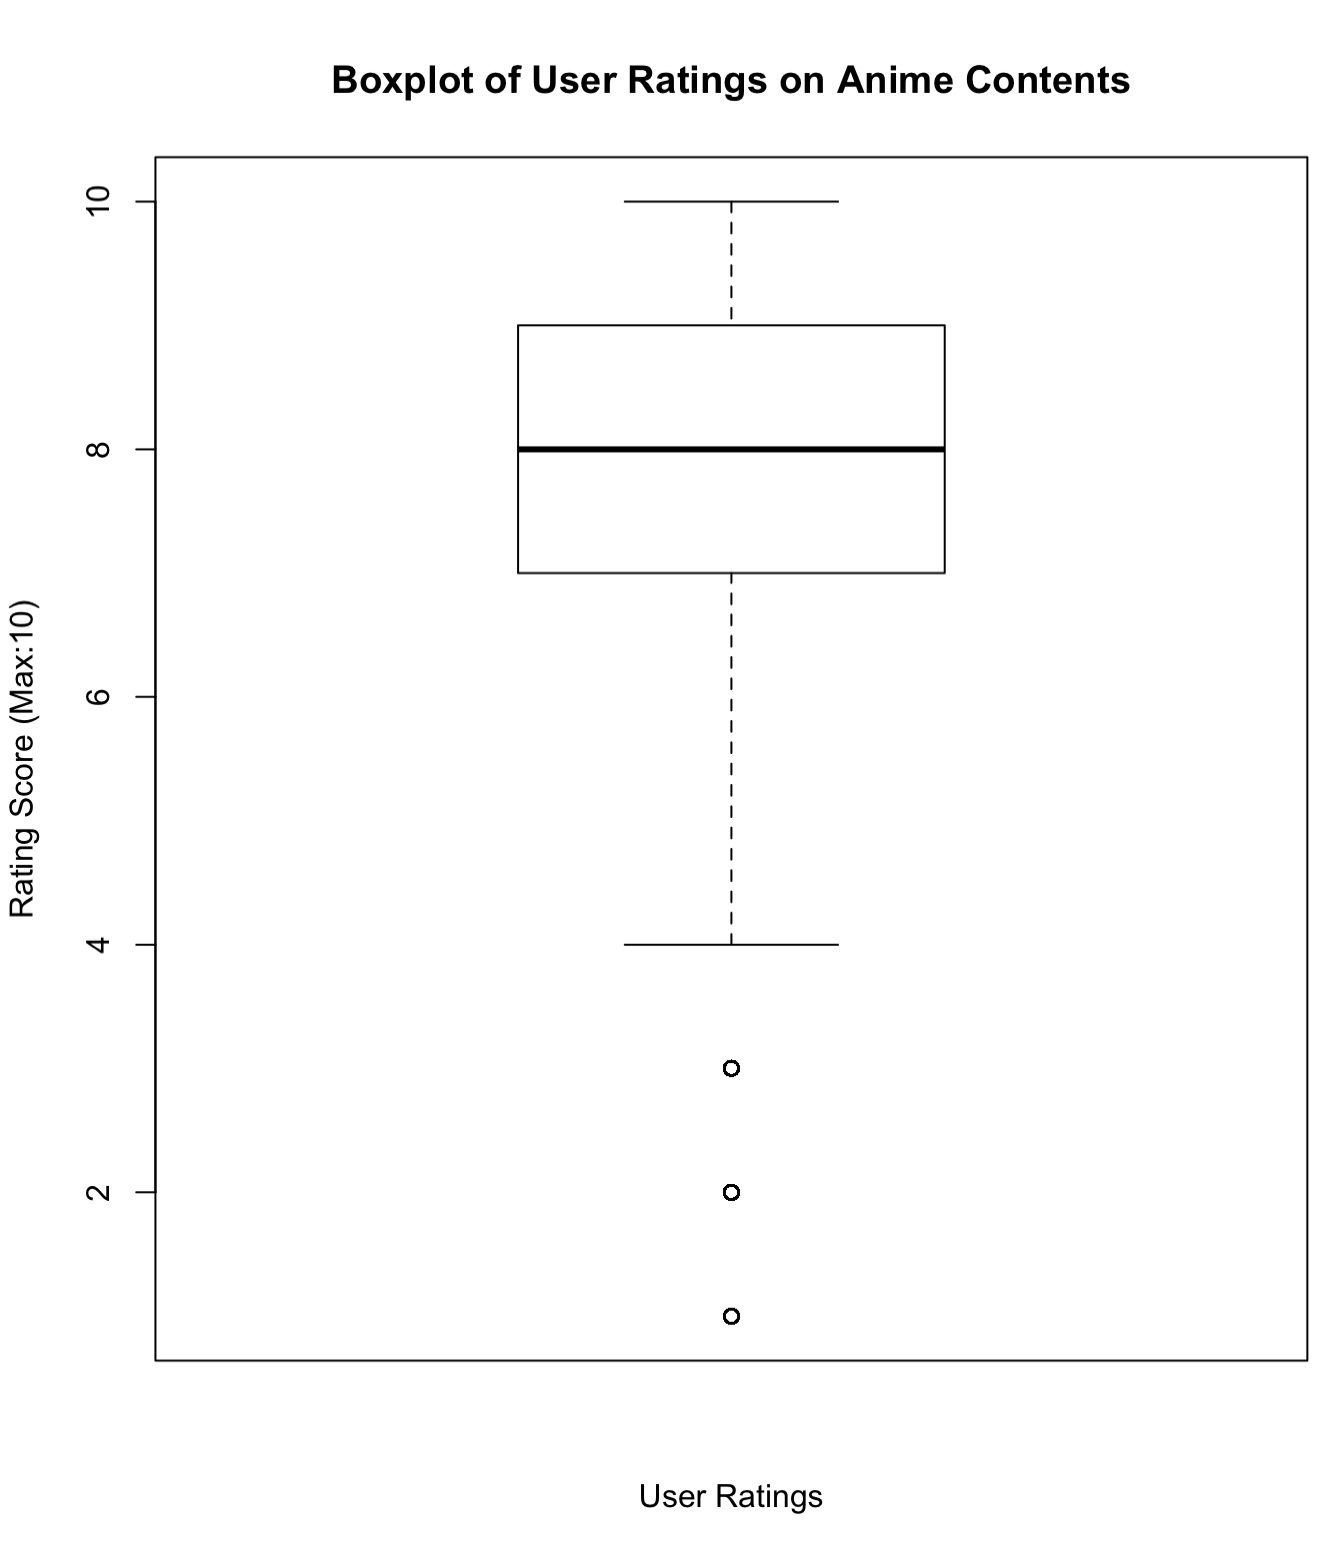 Boxplot of User Ratings on Anime Contents
Rating Score (Max:10)
10
8
6
4
2
User Ratings